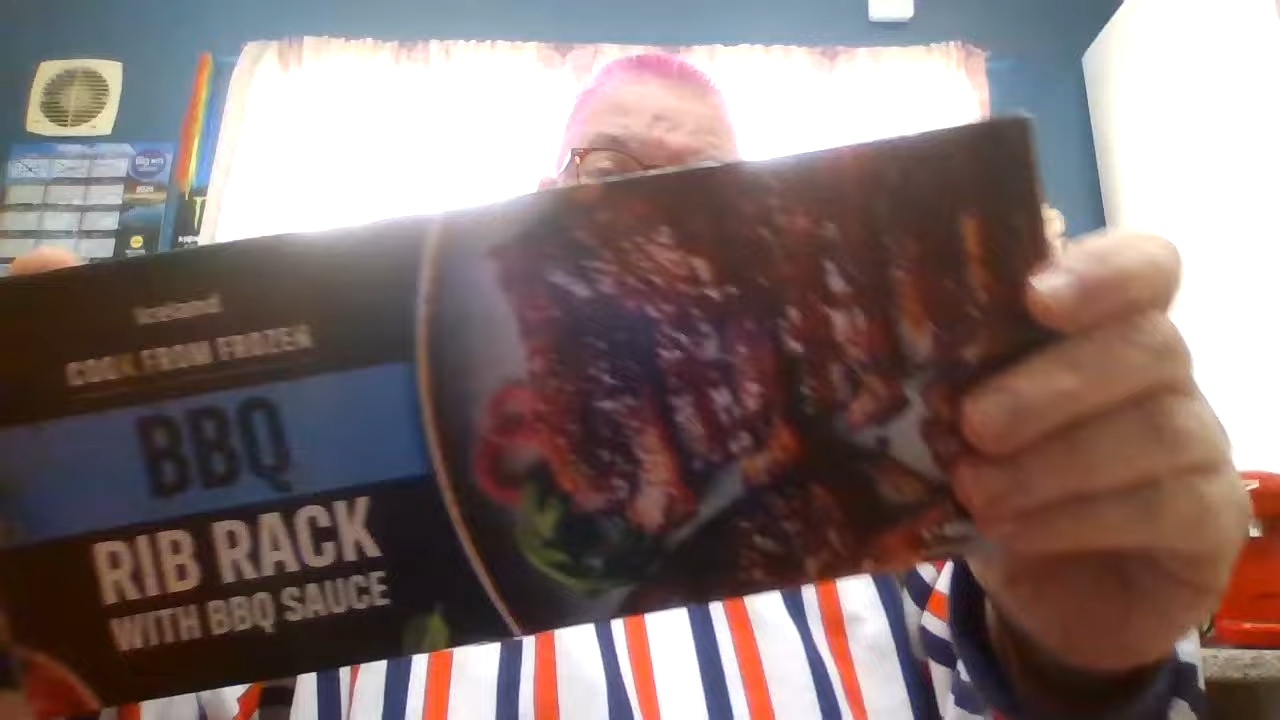 Iceland
COOK FROM FROZEN
BBQ
RIB RACK
WITH BBQ SAUCE